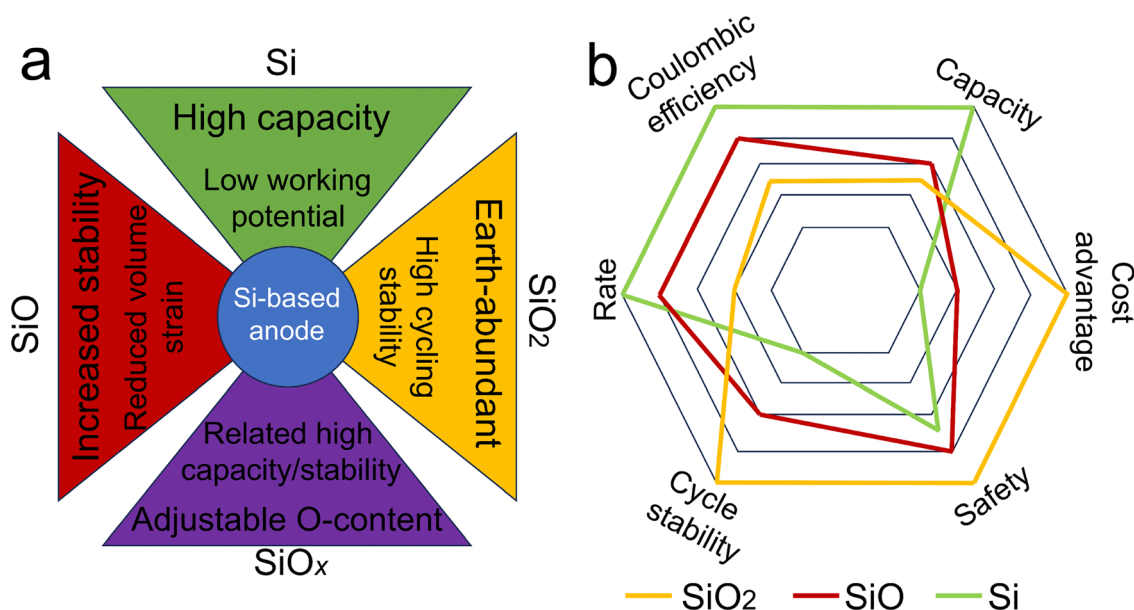 a
Si
High capacity
Low working
potential
SiO
Increased stability
Reduced volume
strain
Si-based
anode
High cycling
stability
Earth-abundant
SiO₂
Related high
capacity/stability
Adjustable O-content
SiOx
b
Coulombic
efficiency
Capacity
Rate
Cost
advantage
Cycle
stability
Safety
SiO₂ SiO Si